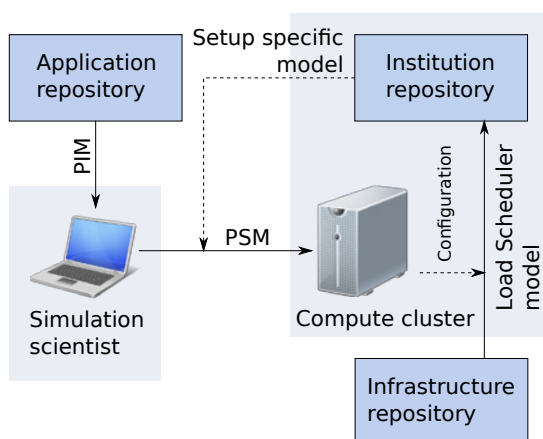 Application
repository
Setup specific
model
Institution
repository
PIM
PSM
Configuration
Load Scheduler
model
Simulation
scientist
Compute cluster
Infrastructure
repository